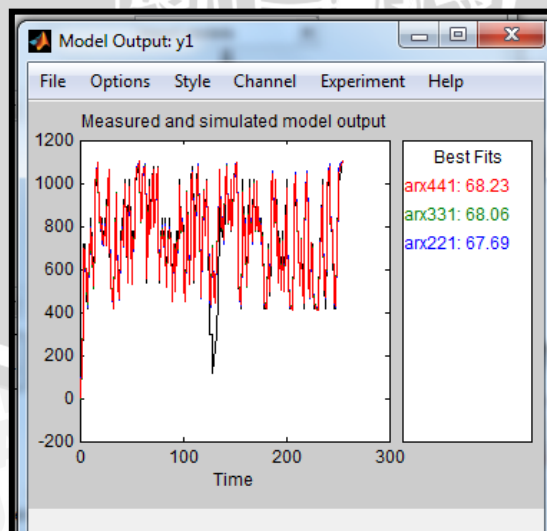 Model Output: y1
File Options Style Channel Experiment Help
Measured and simulated model output
1200
1000
800
600
400
200
0
-200
0 100 200 300
Time
Best Fits
arx441: 68.23
arx331: 68.06
arx221: 67.69